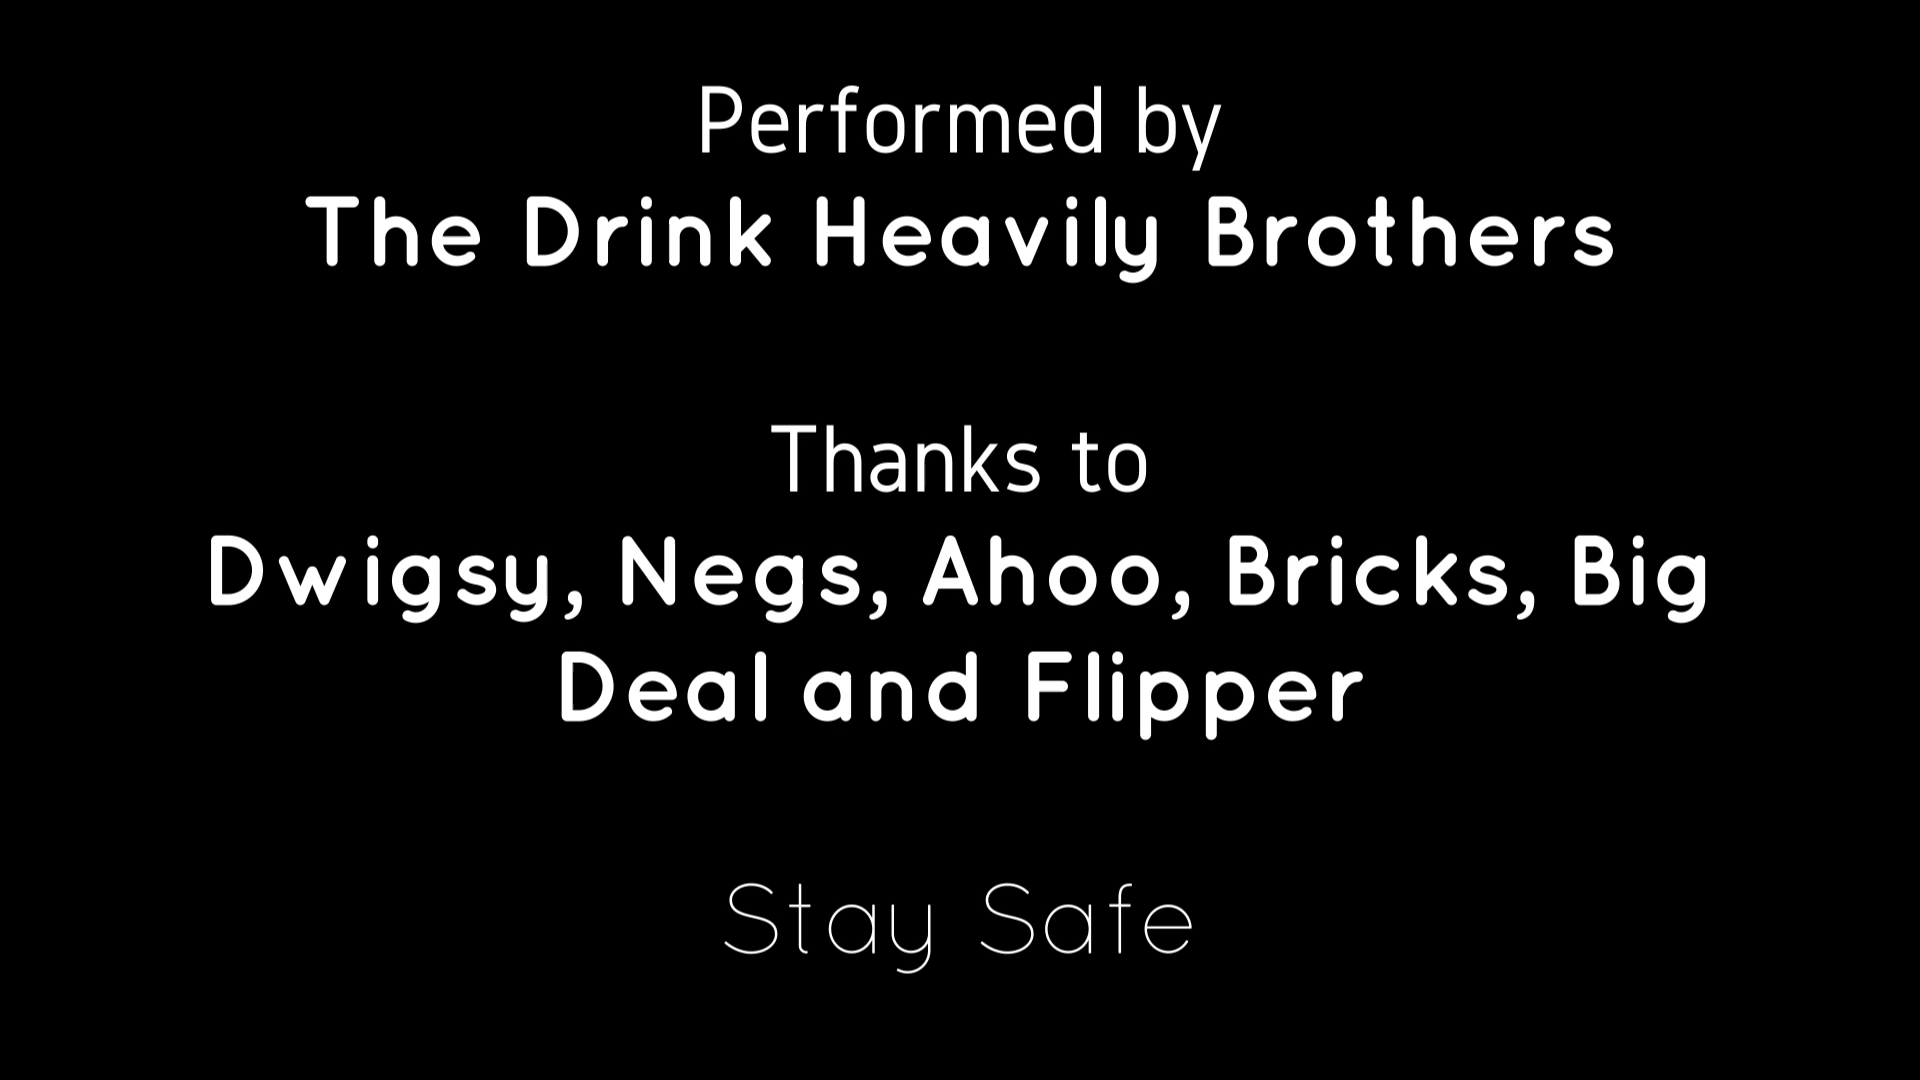 Performed by
The Drink Heavily Brothers
Thanks to
Dwigsy, Negs, Ahoo, Bricks, Big
Deal and Flipper
Stay Safe